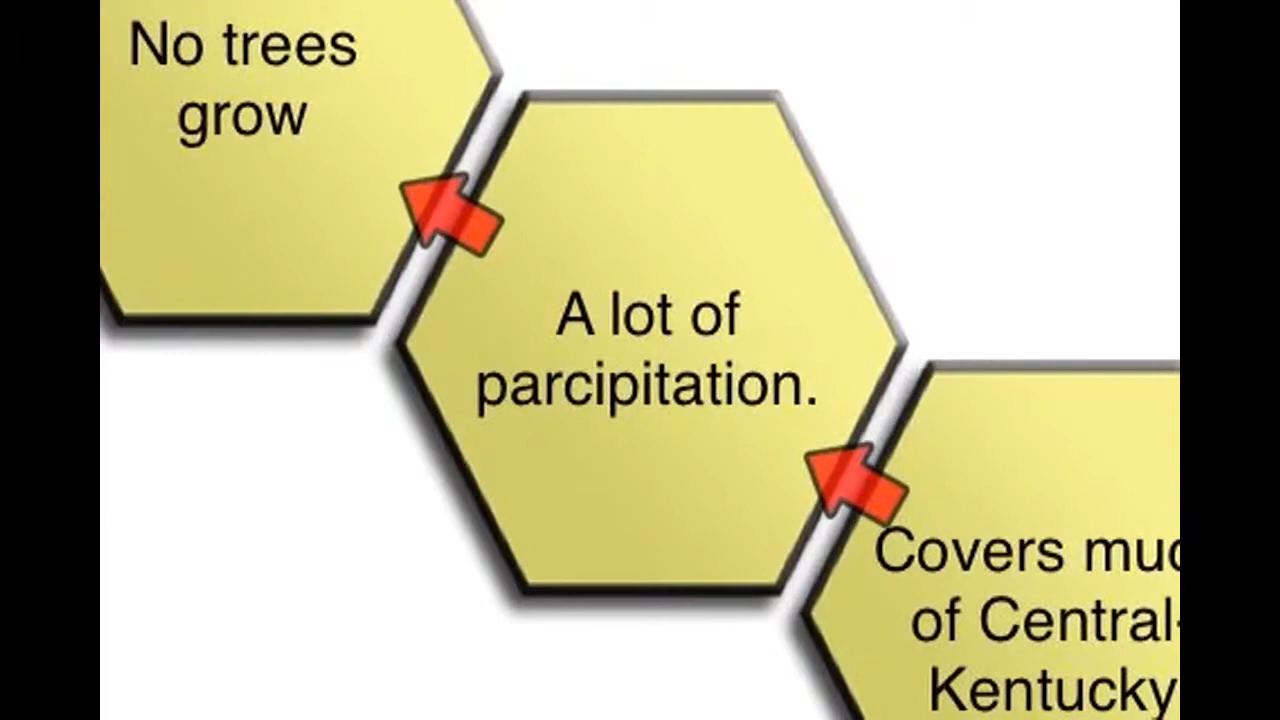 No trees
grow
A lot of
parcipitation.
Covers muc
of Central-
Kentucky